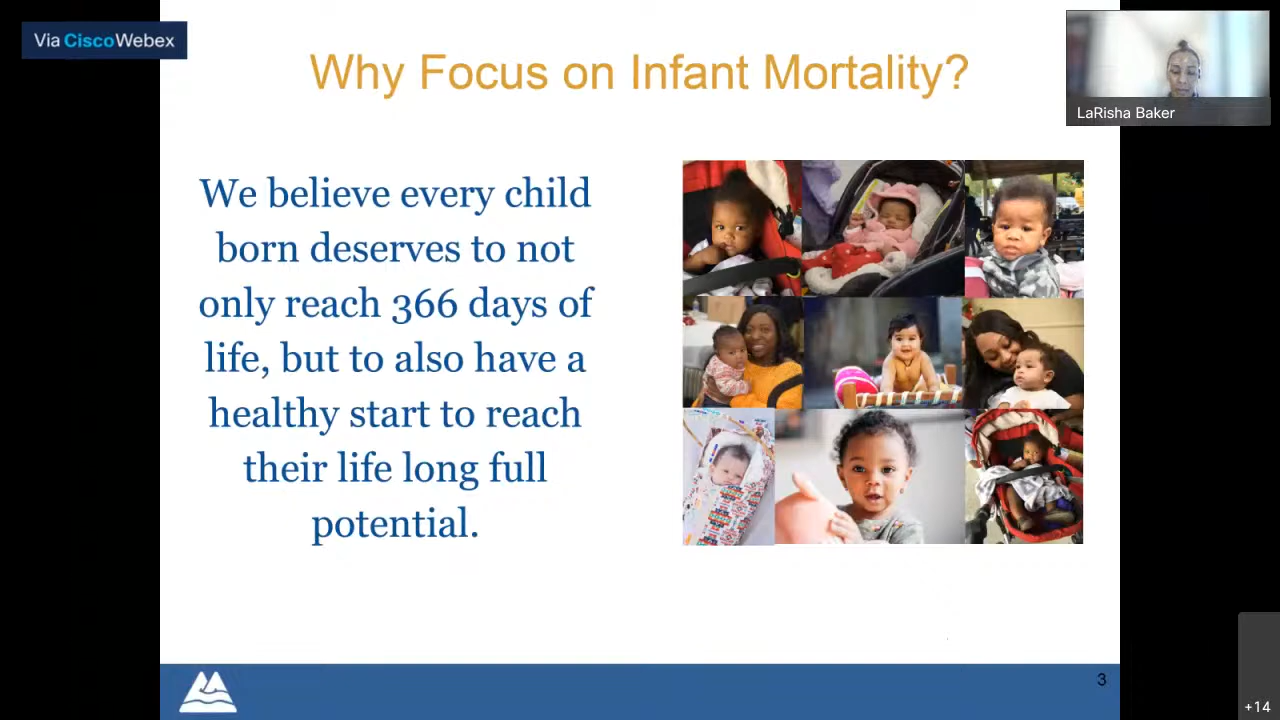 Via CiscoWebex
Why Focus on Infant Mortality?
LaRisha Baker
We believe every child
born deserves to not
only reach 366 days of
life, but to also have a
healthy start to reach
their life long full
potential.
3
+14